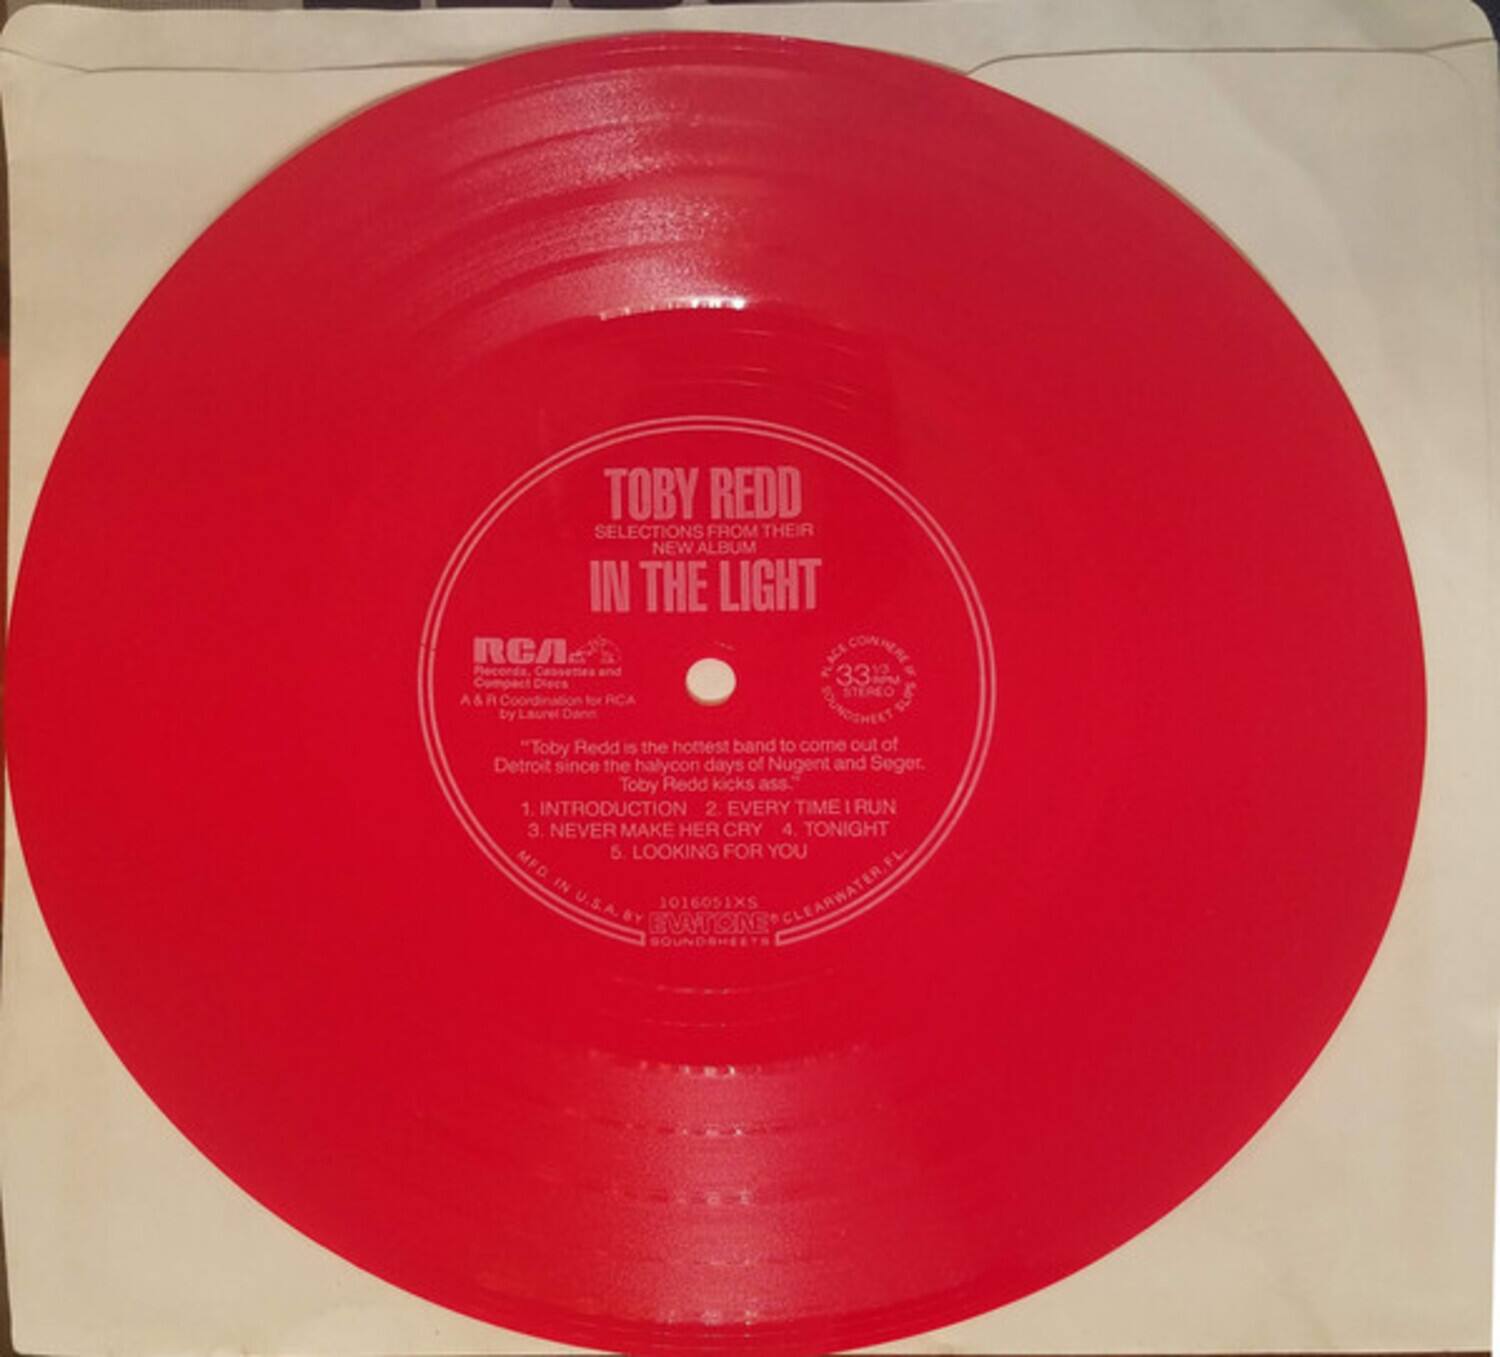 TOBY REDD
SELECTIONS FROM THEIR
NEW ALBUM
IN THE LIGHT
RCA
Records, Cassettes and
Compact Discs
A & R Coordination for RCA
by Laurel Dann
PLACE COIN HERE IF
33 1/3
RPM
STEREO
SOUNDSHEET SLIPS
"Toby Redd is the hottest band to come out of
Detroit since the halycon days of Nugent and Seger.
Toby Redd kicks ass."
1. INTRODUCTION 2. EVERY TIME I RUN
3. NEVER MAKE HER CRY 4. TONIGHT
5. LOOKING FOR YOU
1016051XS
MFD. IN U.S.A. BY EVA-TONE® CLEARWATER, FL.
SOUNDSHEETS